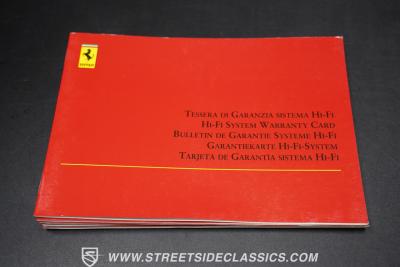 Tessera di Garanzia sistema Hi-Fi
Hi-Fi System Warranty Card
Bulletin de Garantie Systeme Hi-Fi
Garantiekarte Hi-Fi-System
Tarjeta de Garantía sistema Hi-Fi
WWW.STREETSIDECLASSICS.COM